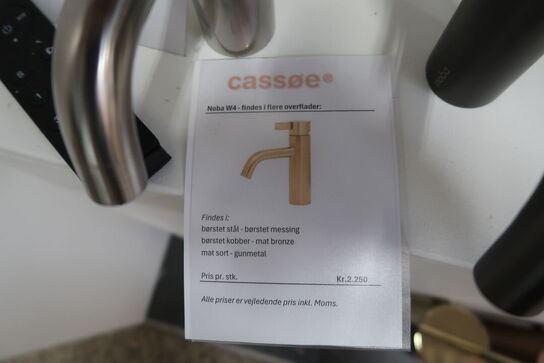 cassøe®
Noba W4 - findes i flere overflader:
Findes i:
børstet stål - børstet messing
børstet kobber - mat bronze
mat sort - gunmetal
Pris pr. stk. Kr.2.250
Alle priser er vejledende pris inkl. Moms.
noba